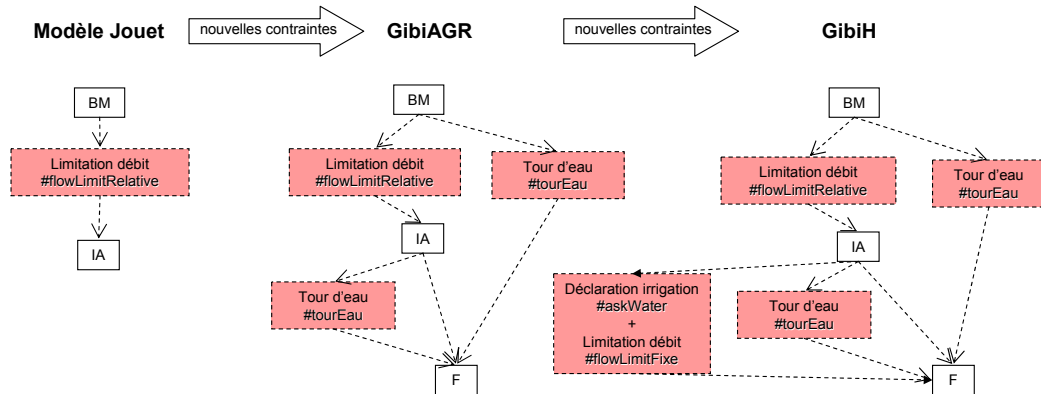 Modèle Jouet
nouvelles contraintes
GibiAGR
nouvelles contraintes
GibiH
BM
Limitation débit
#flowLimitRelative
IA
BM
Limitation débit
#flowLimitRelative
Tour d'eau
#tourEau
IA
Tour d'eau
#tourEau
F
BM
Limitation débit
#flowLimitRelative
Tour d'eau
#tourEau
IA
Déclaration irrigation
#askWater
+
Limitation débit
#flowLimitFixe
Tour d'eau
#tourEau
F